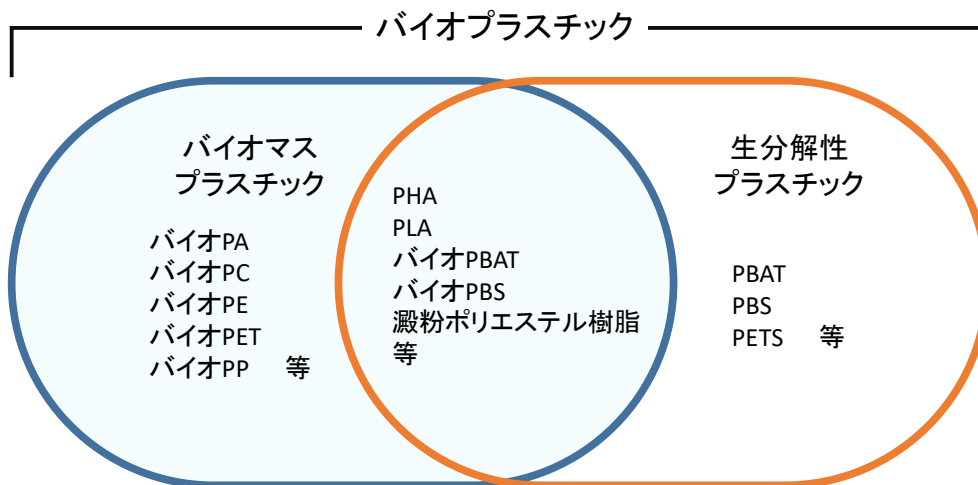 バイオプラスチック
バイオマス
プラスチック
バイオPA
バイオPC
バイオPE
バイオPET
バイオPP 等
PHA
PLA
バイオPBAT
バイオPBS
澱粉ポリエステル樹脂
等
生分解性
プラスチック
PBAT
PBS
PETS 等